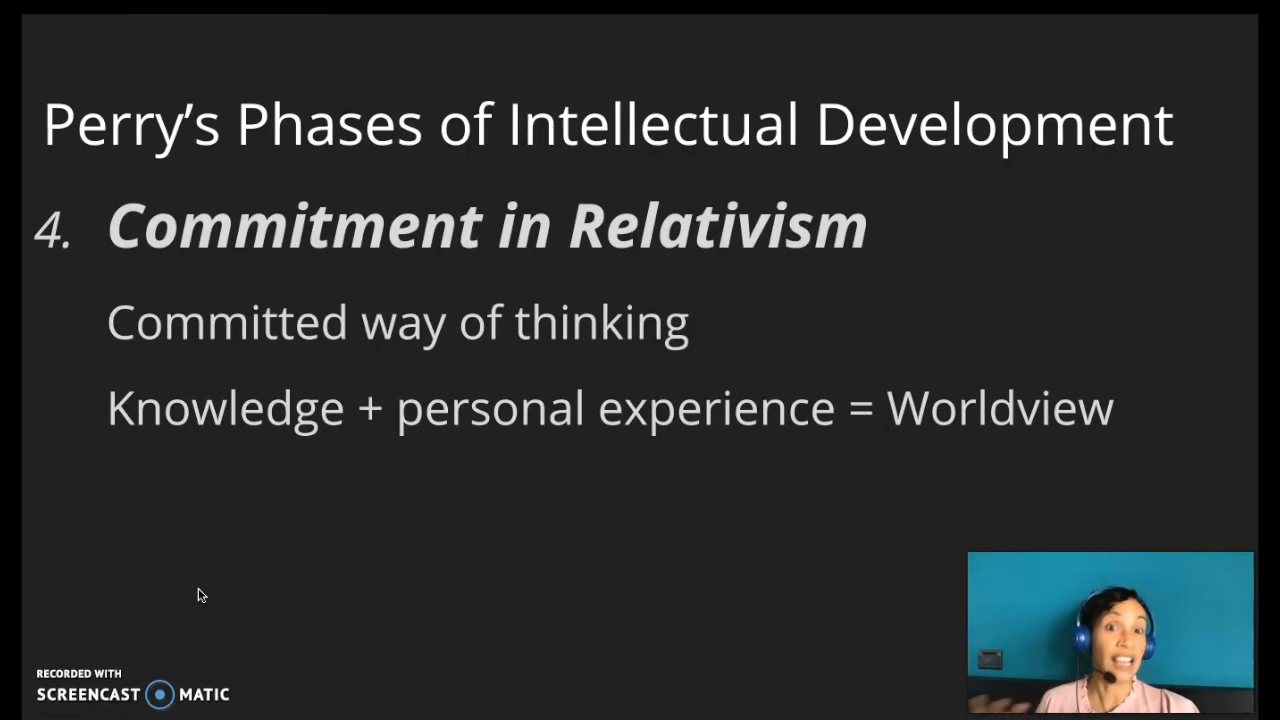 Perry’s Phases of Intellectual Development
4. Commitment in Relativism
Committed way of thinking
Knowledge + personal experience = Worldview
RECORDED WITH
SCREENCAST MATIC